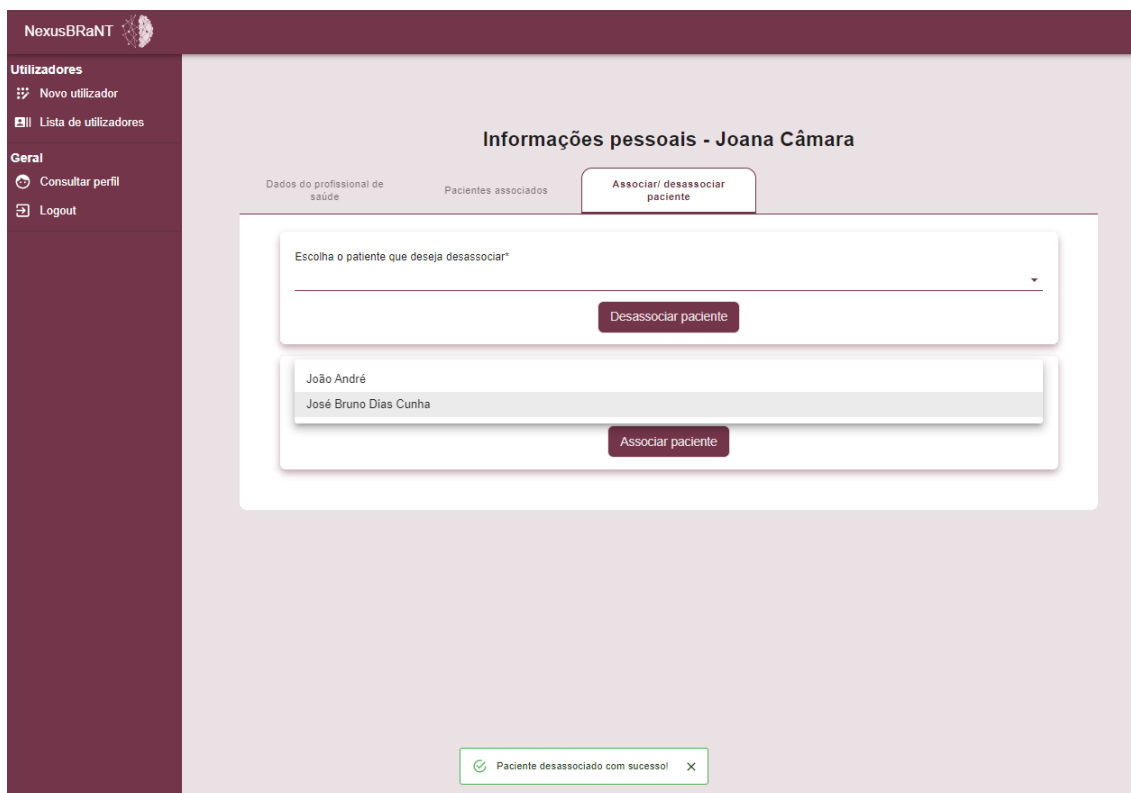 NexusBRaNT
Utilizadores
Novo utilizador
Lista de utilizadores
Geral
Consultar perfil
Logout
Informações pessoais - Joana Câmara
Dados do profissional de
saúde
Pacientes associados
Associar/ desassociar
paciente
Escolha o patiente que deseja desassociar*
Desassociar paciente
João André
José Bruno Dias Cunha
Associar paciente
Paciente desassociado com sucesso!